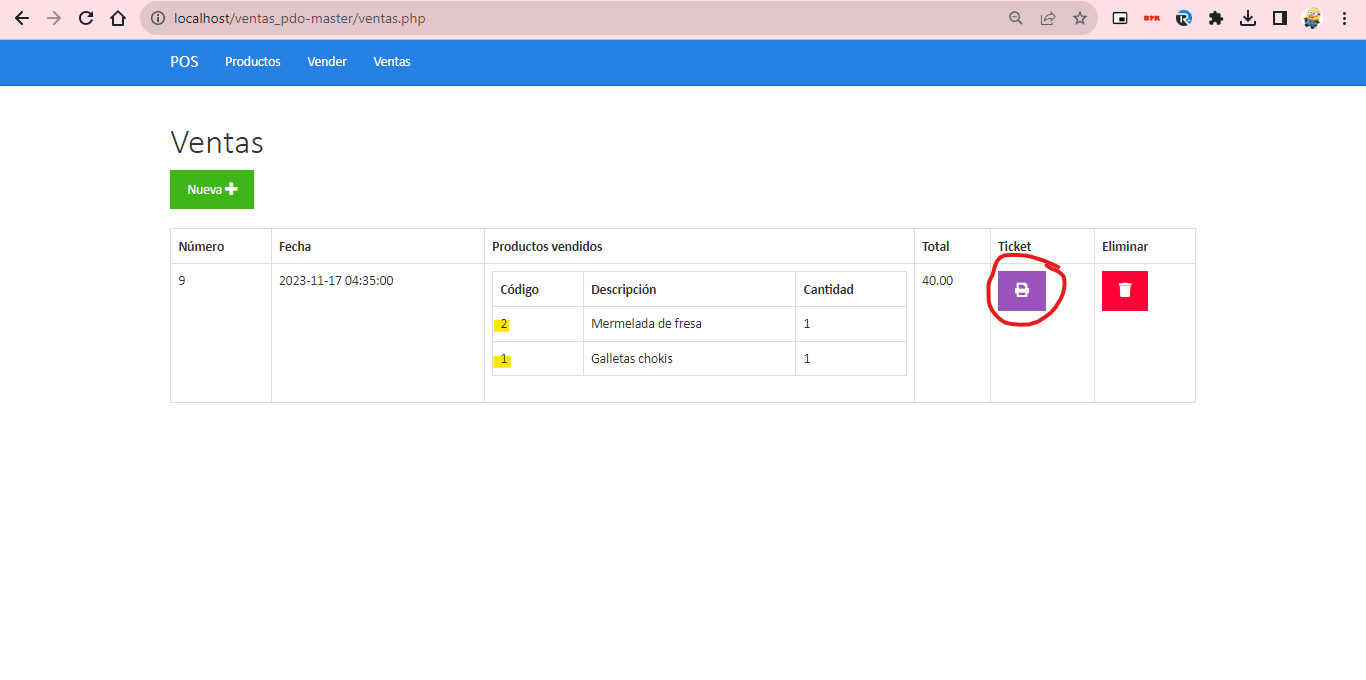 localhost/ventas_pdo-master/ventas.php
POS Productos Vender Ventas
Ventas
Nueva
Número Fecha Productos vendidos Total Ticket Eliminar
9 2023-11-17 04:35:00 40.00
Código Descripción Cantidad
2 Mermelada de fresa 1
1 Galletas chokis 1